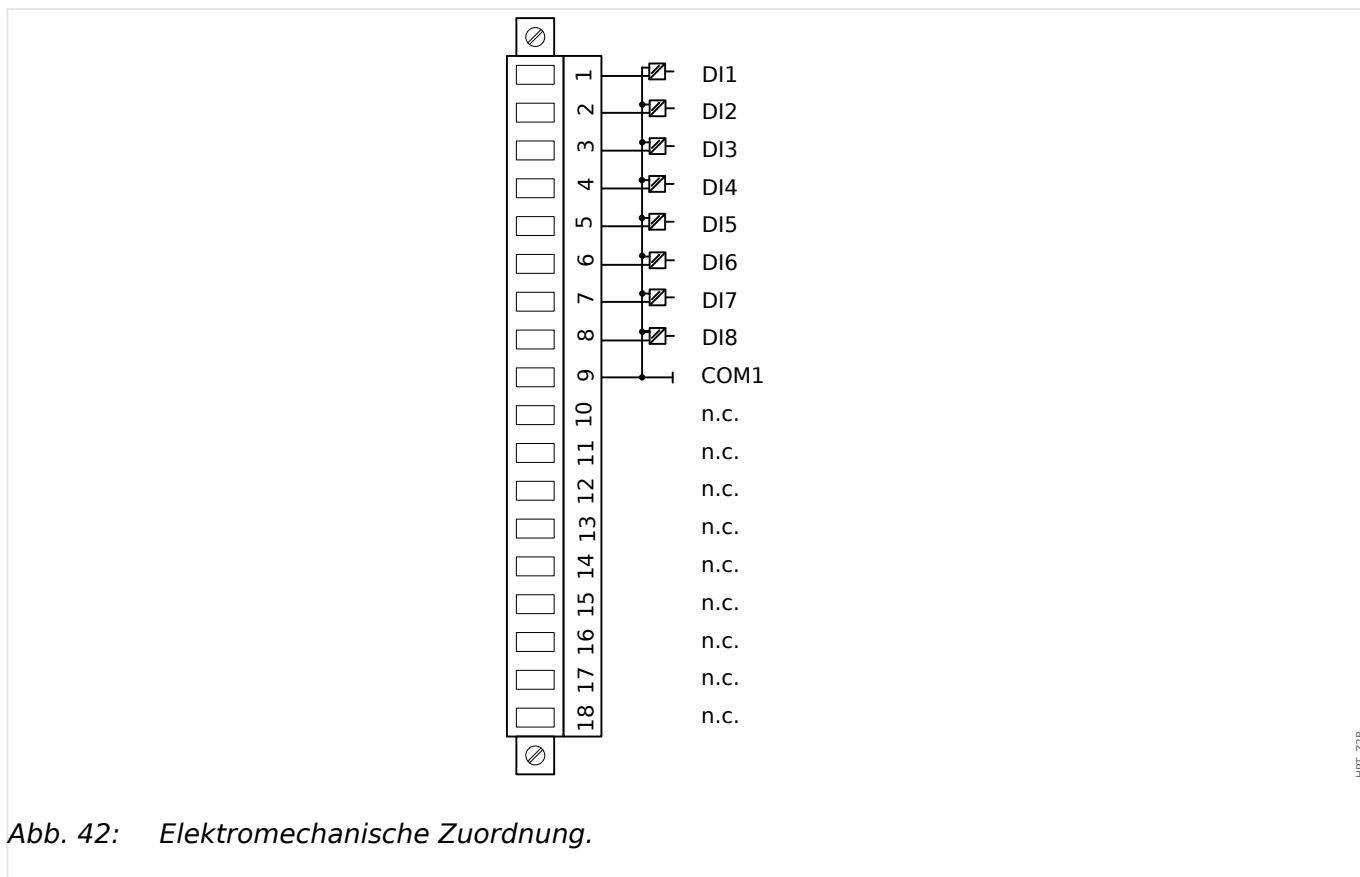 1 DI1
2 DI2
3 DI3
4 DI4
5 DI5
6 DI6
7 DI7
8 DI8
9 COM1
10 n.c.
11 n.c.
12 n.c.
13 n.c.
14 n.c.
15 n.c.
16 n.c.
17 n.c.
18 n.c.
Abb. 42: Elektromechanische Zuordnung.